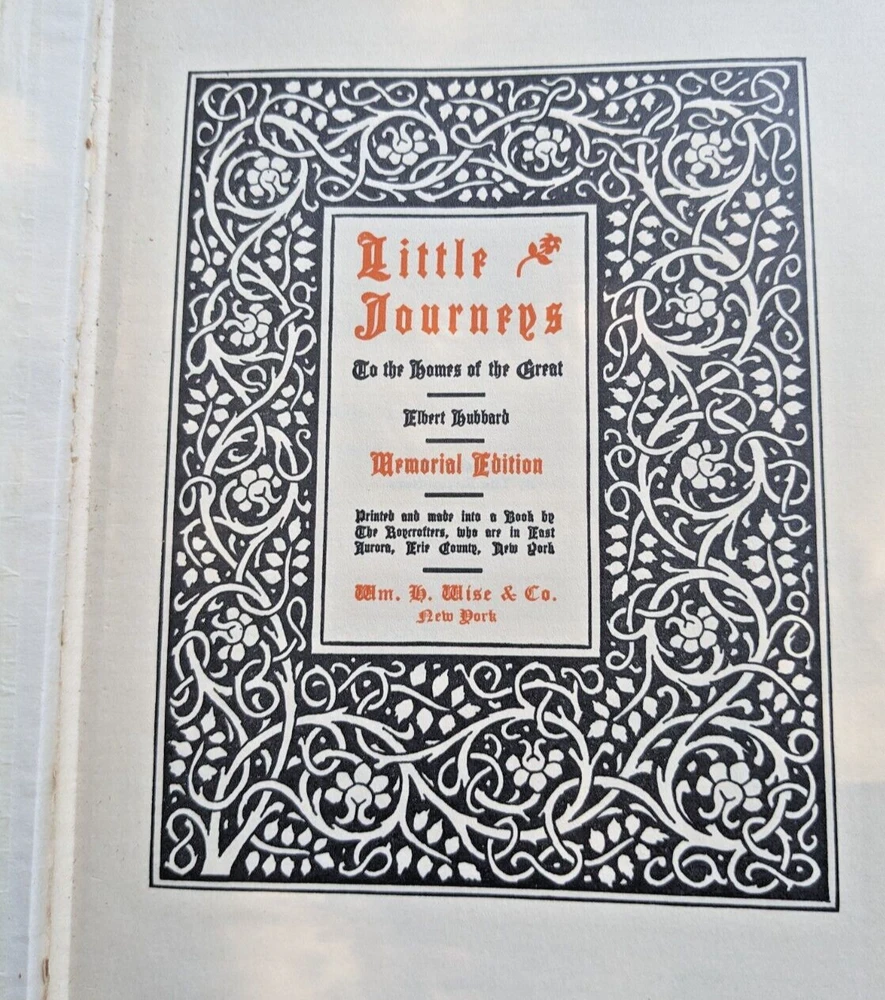 Little
Journeys
To the Homes of the Great
Elbert Hubbard
Memorial Edition
Printed and made into a Book by
The Roycrofters, who are in East
Aurora, Erie County, New York
Wm. H. Wise & Co.
New York